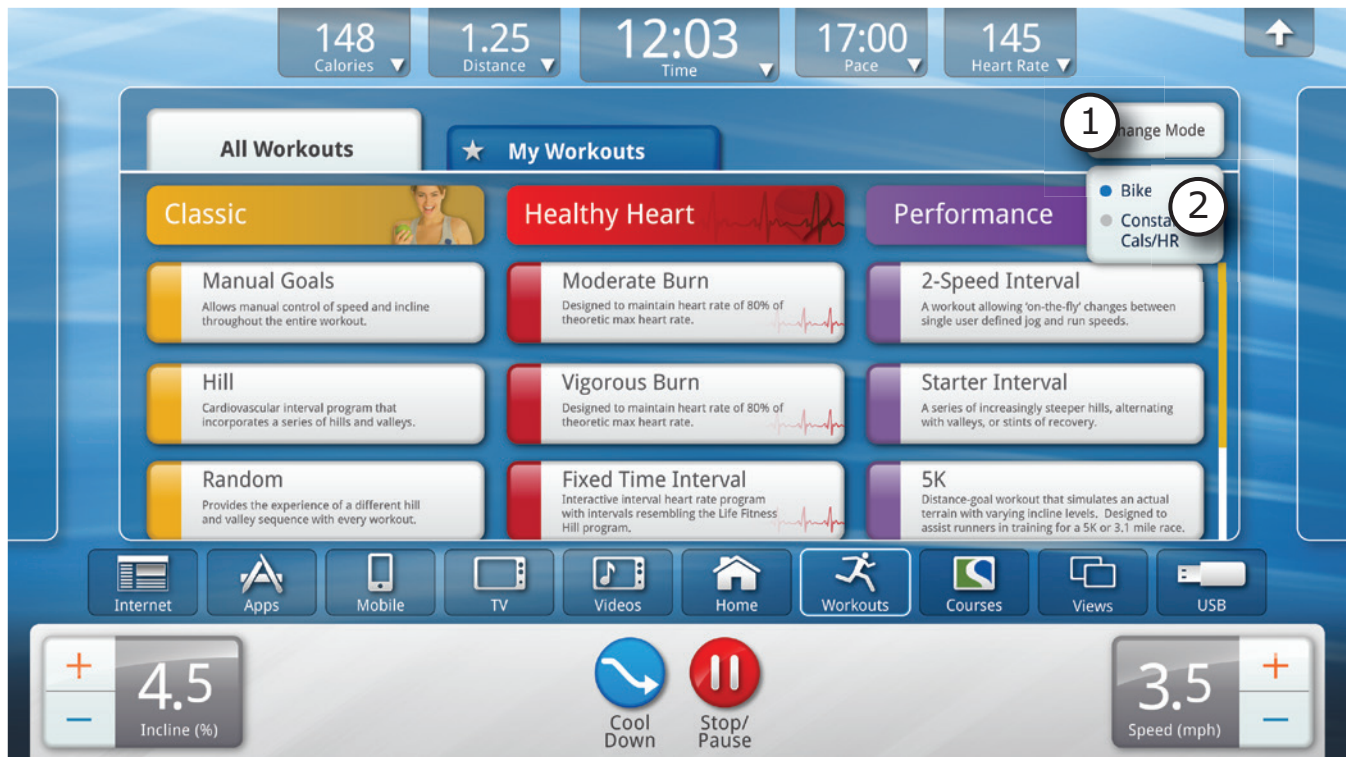 148
Calories
1.25
Distance
12:03
Time
17:00
Pace
145
Heart Rate
All Workouts
My Workouts
1
hange Mode
Bike
2
Consta
Cals/HR
Classic
Healthy Heart
Performance
Manual Goals
Allows manual control of speed and incline
throughout the entire workout.
Moderate Burn
Designed to maintain heart rate of 80% of
theoretic max heart rate.
2-Speed Interval
A workout allowing ‘on-the-fly’ changes between
single user defined jog and run speeds.
Hill
Cardiovascular interval program that
incorporates a series of hills and valleys.
Vigorous Burn
Designed to maintain heart rate of 80% of
theoretic max heart rate.
Starter Interval
A series of increasingly steeper hills, alternating
with valleys, or stints of recovery.
Random
Provides the experience of a different hill
and valley sequence with every workout.
Fixed Time Interval
Interactive interval heart rate program
with intervals resembling the Life Fitness
Hill program.
5K
Distance-goal workout that simulates an actual
terrain with varying incline levels, Designed to
assist runners in training for a 5K or 3.1 mile race.
Internet
Apps
Mobile
TV
Videos
Home
Workouts
Courses
Views
USB
+
4.5
−
Incline (%)
Cool
Down
Stop/
Pause
3.5
+
Speed (mph)
−